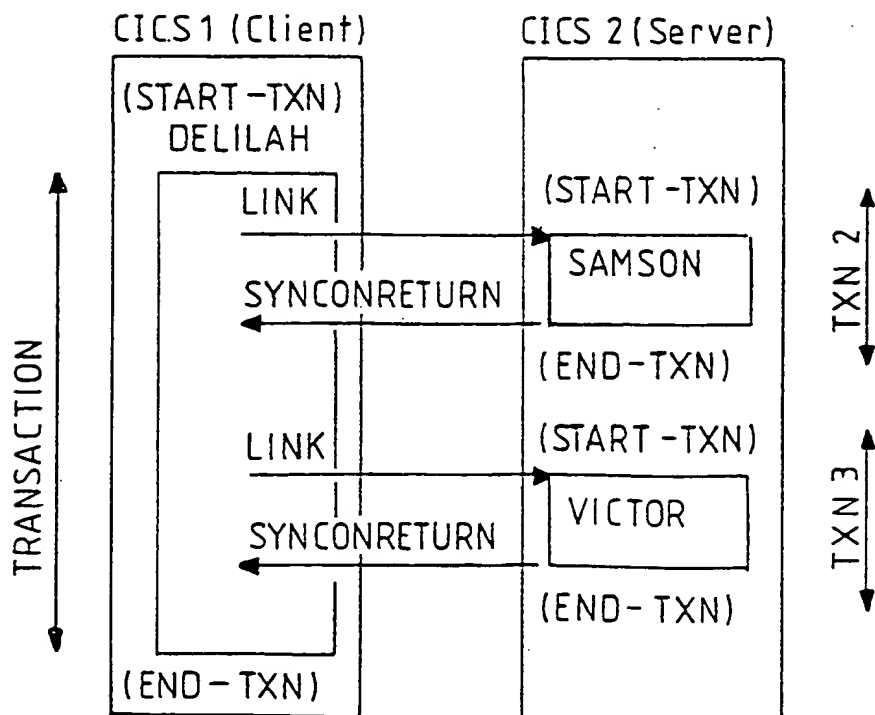 CICS 1 (Client)
CICS 2 (Server)
(START-TXN)
DELILAH
LINK
(START-TXN)
SAMSON
SYNCONRETURN
(END-TXN)
TXN 2
TRANSACTION
LINK
(START-TXN)
VICTOR
SYNCONRETURN
(END-TXN)
TXN 3
(END-TXN)